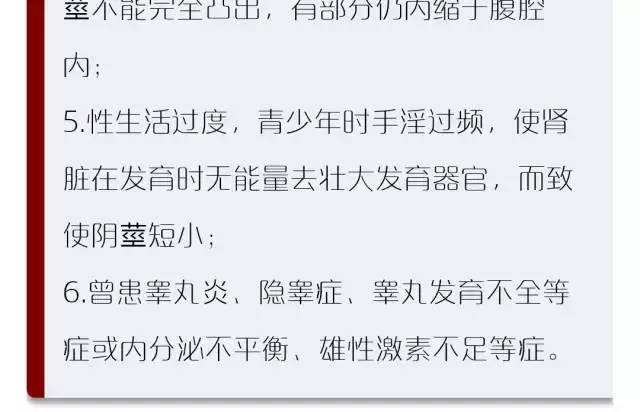 茎不能完全凸出，有部分仍内缩于腹腔
内；
5.性生活过度，青少年时手淫过频，使肾
脏在发育时无能量去壮大发育器官，而致
使阴茎短小；
6.曾患睾丸炎、隐睾症、睾丸发育不全等
症或内分泌不平衡、雄性激素不足等症。